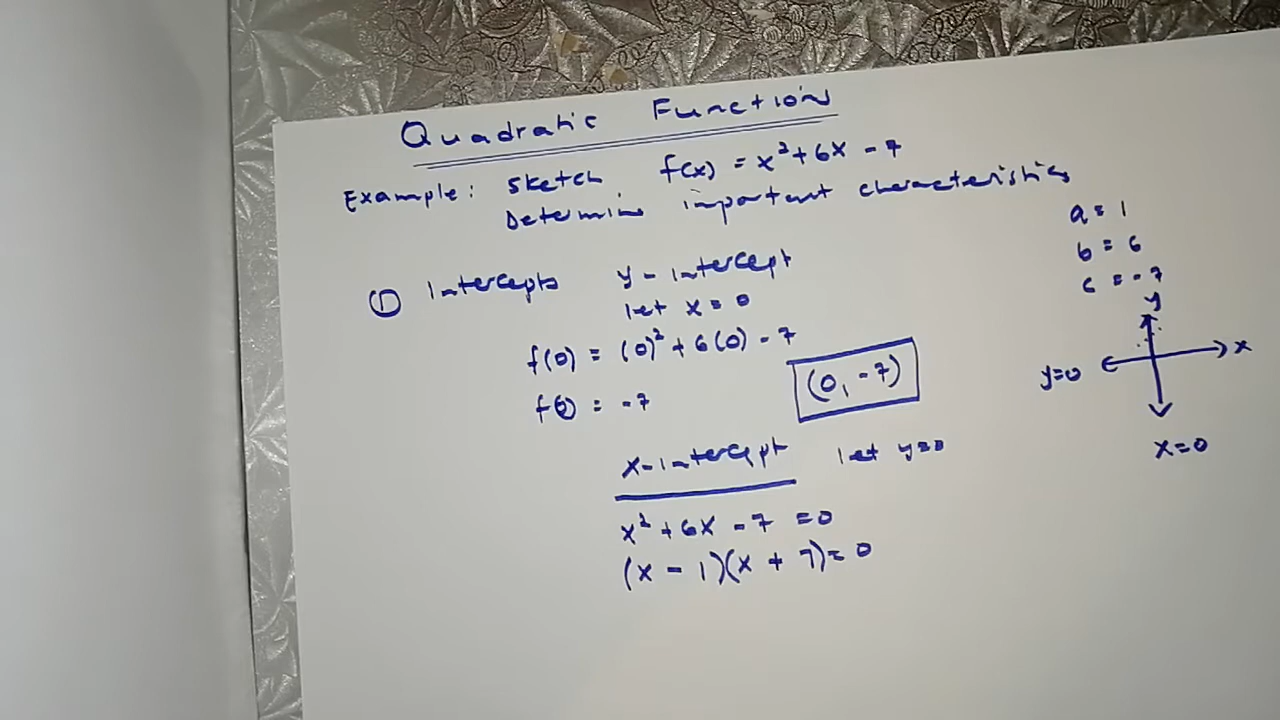 Quadratic Functions
Example: Sketch f(x) = x² + 6x - 7
Determine important characteristics
a = 1
b = 6
c = -7
① Intercepts y-intercept
let x = 0
f(0) = (0)² + 6(0) - 7
f(0) = -7
(0, -7)
y
x
y=0
x=0
x-intercept let y=0
x² + 6x - 7 = 0
(x - 1)(x + 7) = 0